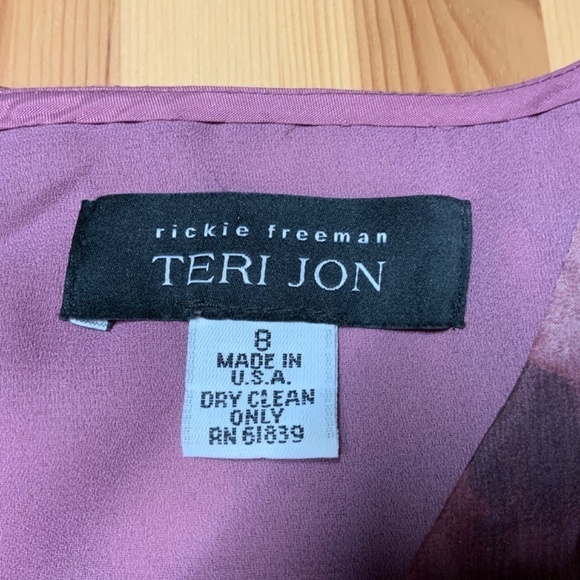 rickie freeman
TERI JON
8
MADE IN
U.S.A.
DRY CLEAN
ONLY
RN 61839